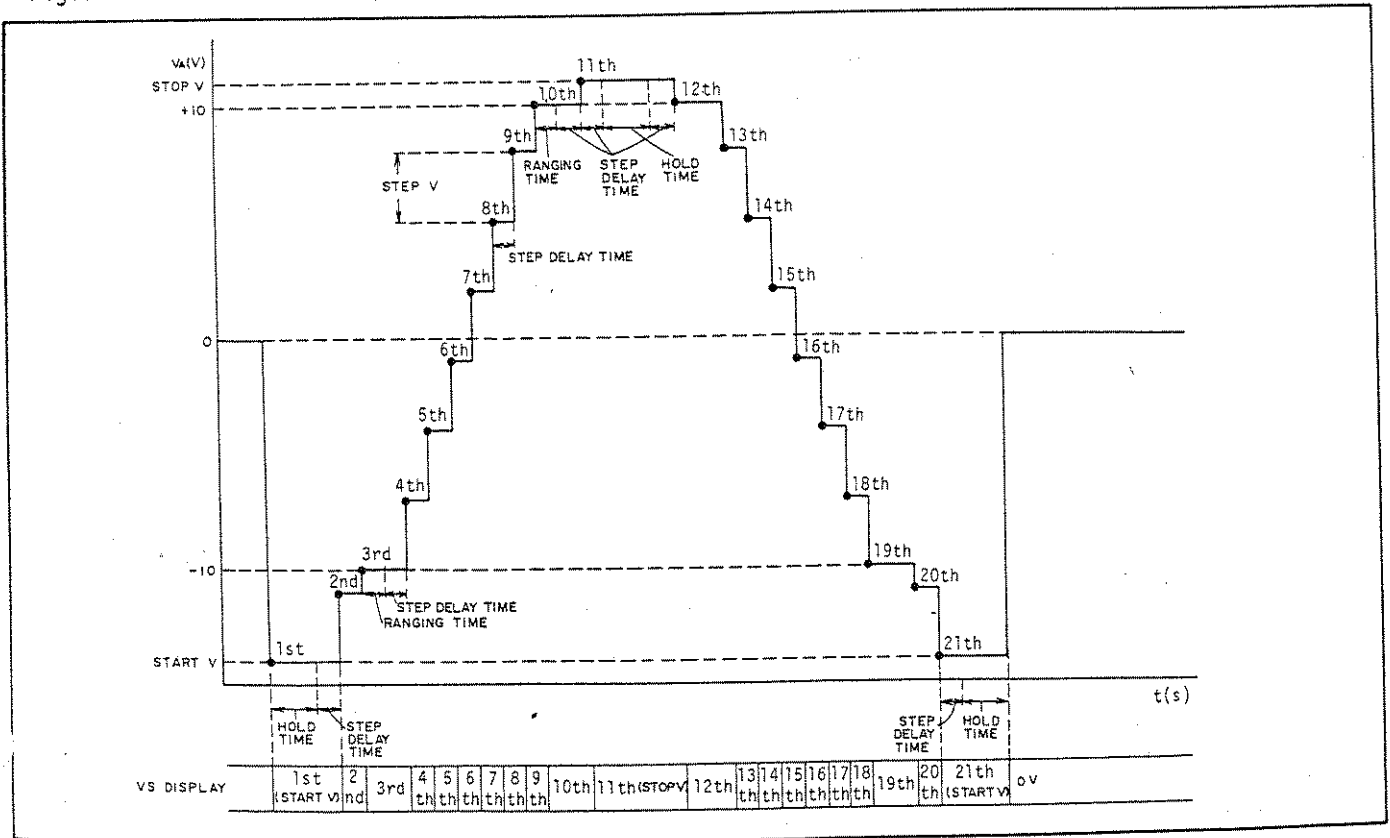 VA(V)
STOP V
+10
0
-10
START V
11th
10th
12th
9th
13th
RANGING
TIME
STEP
DELAY
TIME
HOLD
TIME
STEP V
8th
14th
STEP DELAY TIME
7th
15th
6th
16th
5th
17th
4th
18th
3rd
19th
2nd
20th
STEP DELAY TIME
RANGING TIME
1st
21th
t(s)
HOLD
TIME
STEP
DELAY
TIME
STEP
DELAY
TIME
HOLD
TIME
VS DISPLAY
1st
(START V)
2
nd
3rd
4
th
5
th
6
th
7
th
8
th
9
th
10th
11th(STOPV)
12th
13
th
14
th
15
th
16
th
17
th
18
th
19th
20
th
21th
(START V)
0V